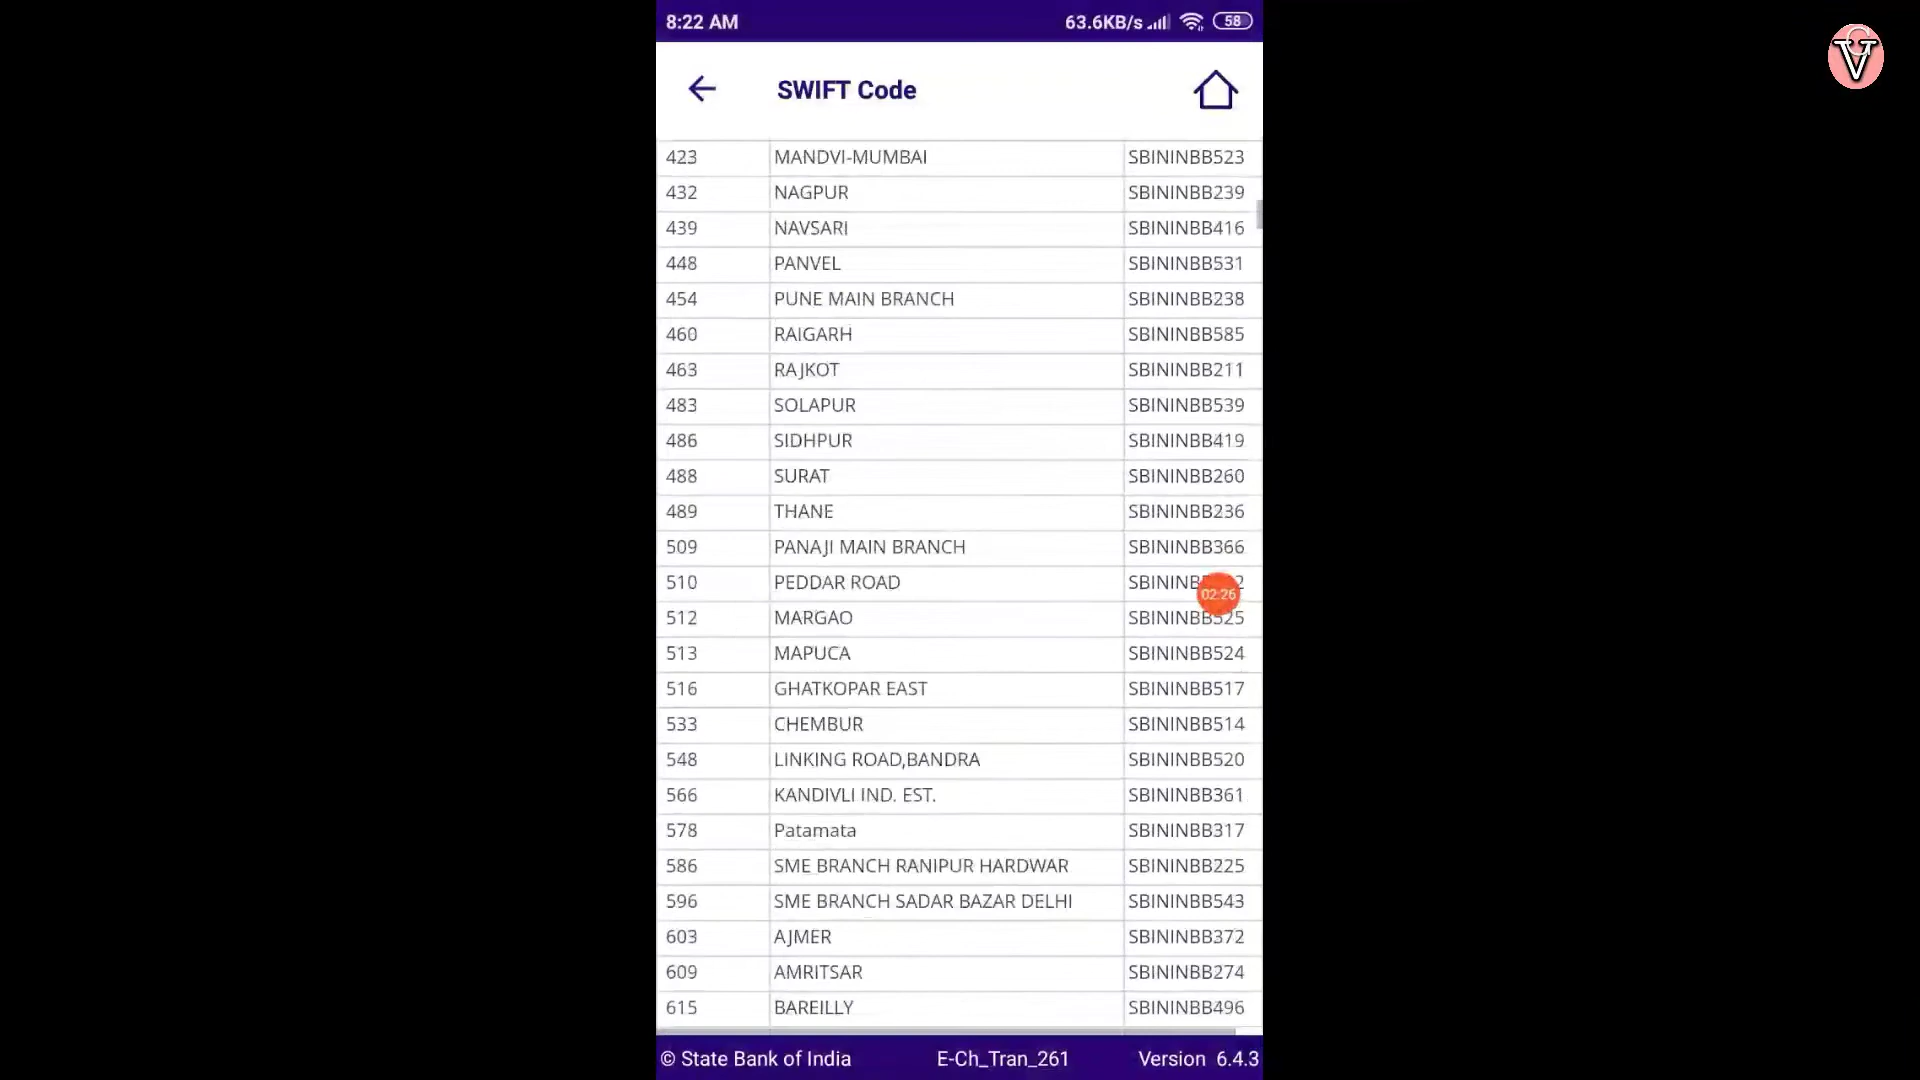 8:22 AM 63.6KB/s 58
SWIFT Code
423 MANDVI-MUMBAI SBININBB523
432 NAGPUR SBININBB239
439 NAVSARI SBININBB416
448 PANVEL SBININBB531
454 PUNE MAIN BRANCH SBININBB238
460 RAIGARH SBININBB585
463 RAJKOT SBININBB211
483 SOLAPUR SBININBB539
486 SIDHPUR SBININBB419
488 SURAT SBININBB260
489 THANE SBININBB236
509 PANAJI MAIN BRANCH SBININBB366
510 PEDDAR ROAD
02:26
512 MARGAO SBININBB525
513 MAPUCA SBININBB524
516 GHATKOPAR EAST SBININBB517
533 CHEMBUR SBININBB514
548 LINKING ROAD,BANDRA SBININBB520
566 KANDIVLI IND. EST. SBININBB361
578 Patamata SBININBB317
586 SME BRANCH RANIPUR HARDWAR SBININBB225
596 SME BRANCH SADAR BAZAR DELHI SBININBB543
603 AJMER SBININBB372
609 AMRITSAR SBININBB274
615 BAREILLY SBININBB496
© State Bank of India E-Ch_Tran_261 Version 6.4.3